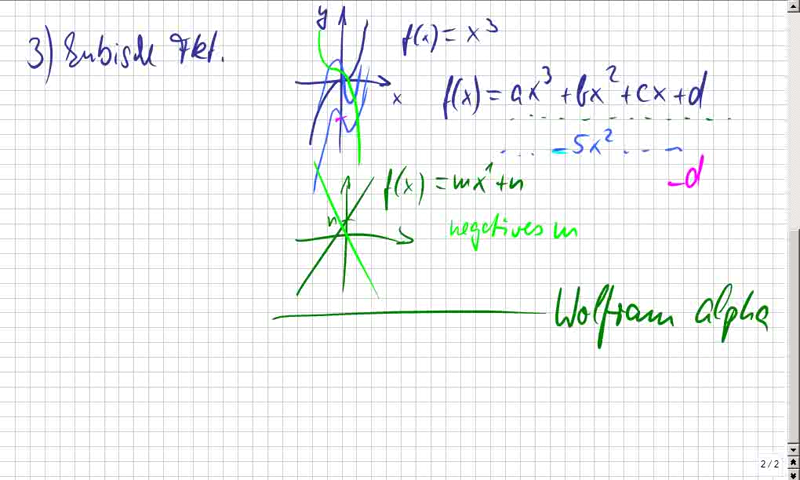 3) Kubische Fkt.
y
f(x) = x³
x
f(x) = ax³ + bx² + cx + d
... -5x² ...
-d
f(x) = mx¹ + n
n
negatives m
Wolfram alpha
2 / 2